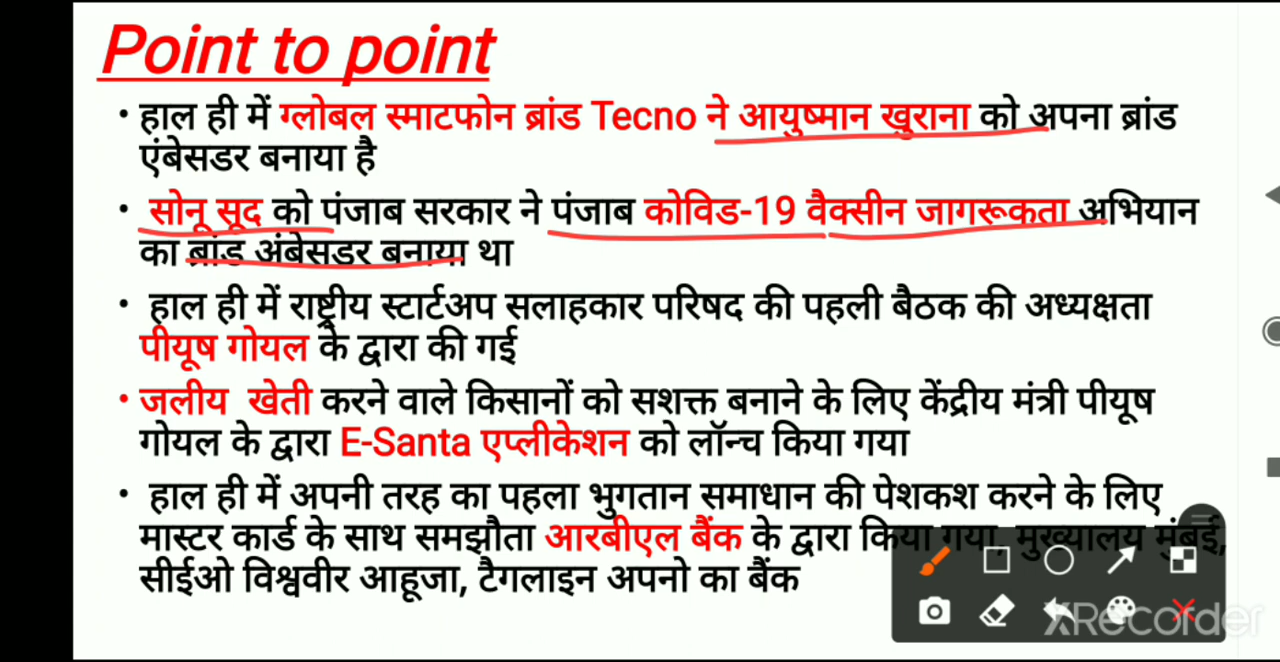 Point to point
• हाल ही में ग्लोबल स्माटफोन ब्रांड Tecno ने आयुष्मान खुराना को अपना ब्रांड
एंबेसडर बनाया है
• सोनू सूद को पंजाब सरकार ने पंजाब कोविड-19 वैक्सीन जागरूकता अभियान
का ब्रांड अंबेसडर बनाया था
• हाल ही में राष्ट्रीय स्टार्टअप सलाहकार परिषद की पहली बैठक की अध्यक्षता
पीयूष गोयल के द्वारा की गई
• जलीय खेती करने वाले किसानों को सशक्त बनाने के लिए केंद्रीय मंत्री पीयूष
गोयल के द्वारा E-Santa एप्लीकेशन को लॉन्च किया गया
• हाल ही में अपनी तरह का पहला भुगतान समाधान की पेशकश करने के लिए
मास्टर कार्ड के साथ समझौता आरबीएल बैंक के द्वारा किया गया, मुख्यालय मुंबई,
सीईओ विश्ववीर आहूजा, टैगलाइन अपनो का बैंक
XRecorder